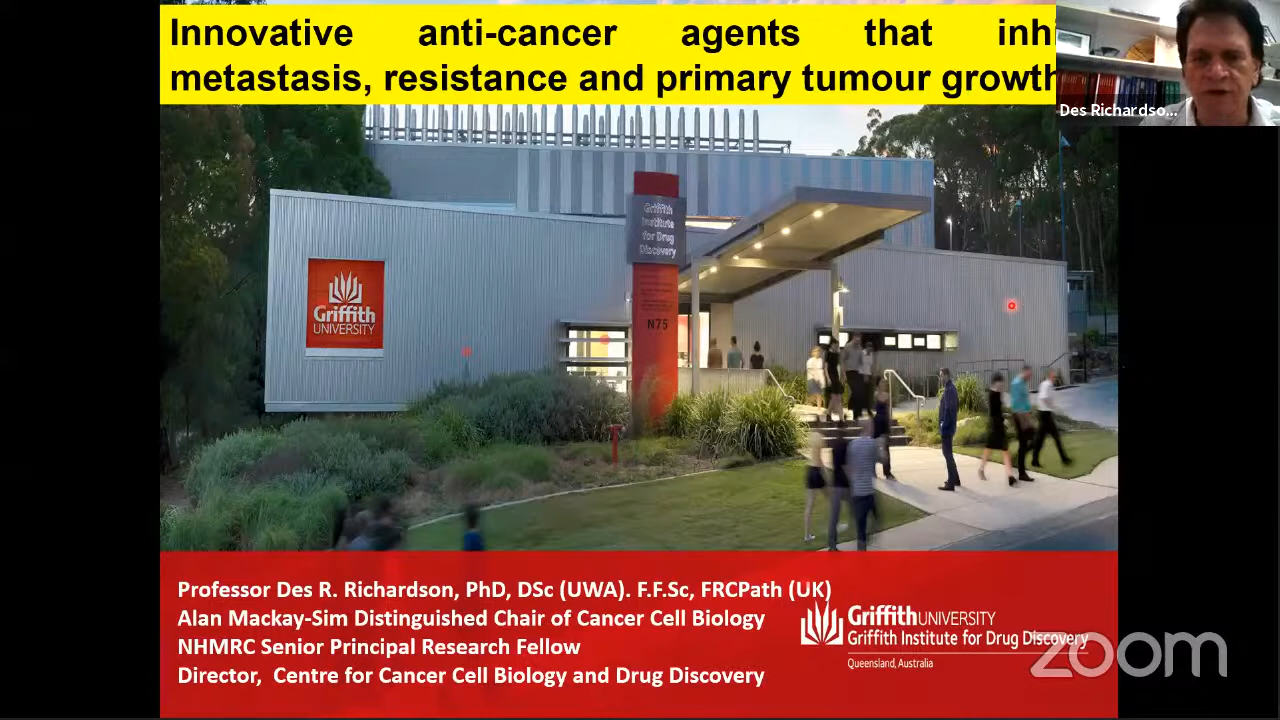 Innovative anti-cancer agents that inhi
metastasis, resistance and primary tumour growth
Des Richardso...
Griffith
Institute
for Drug
Discovery
Griffith
UNIVERSITY
N75
Professor Des R. Richardson, PhD, DSc (UWA). F.F.Sc, FRCPath (UK)
Alan Mackay-Sim Distinguished Chair of Cancer Cell Biology
NHMRC Senior Principal Research Fellow
Director, Centre for Cancer Cell Biology and Drug Discovery
Griffith UNIVERSITY
Griffith Institute for Drug Discovery
Queensland, Australia
zoom